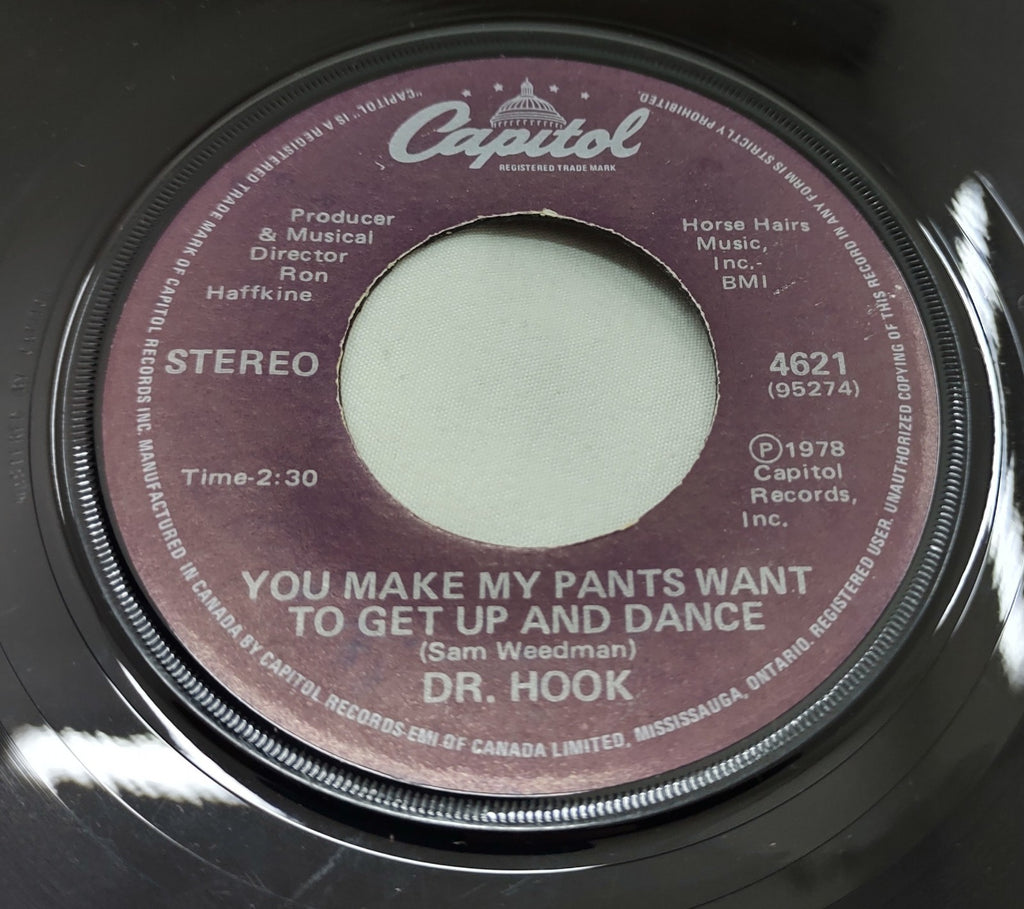 Capitol
REGISTERED TRADE MARK
Producer
& Musical
Director
Ron
Haffkine
Horse Hairs
Music,
Inc.-
BMI
STEREO
4621
(95274)
Time-2:30
Ⓟ1978
Capitol
Records,
Inc.
YOU MAKE MY PANTS WANT
TO GET UP AND DANCE
(Sam Weedman)
DR. HOOK
"CAPITOL" IS A REGISTERED TRADE MARK OF CAPITOL RECORDS INC. MANUFACTURED IN CANADA BY CAPITOL RECORDS-EMI OF CANADA LIMITED, MISSISSAUGA, ONTARIO. REGISTERED USER. UNAUTHORIZED COPYING OF THIS RECORD IN ANY FORM IS STRICTLY PROHIBITED.